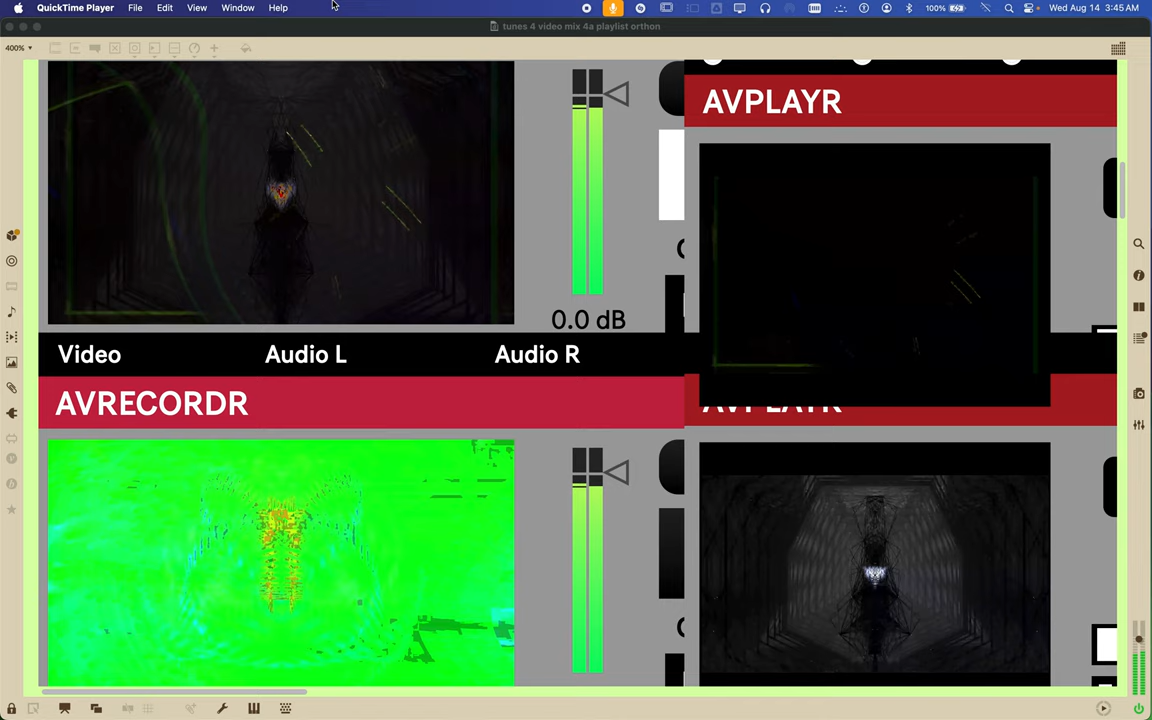 QuickTime Player File Edit View Window Help 100% Wed Aug 14 3:45 AM
tunes 4 video mix 4a playlist orthon
400%
AVPLAYR
0.0 dB
Video Audio L Audio R
AVRECORDR
AVPLAYR